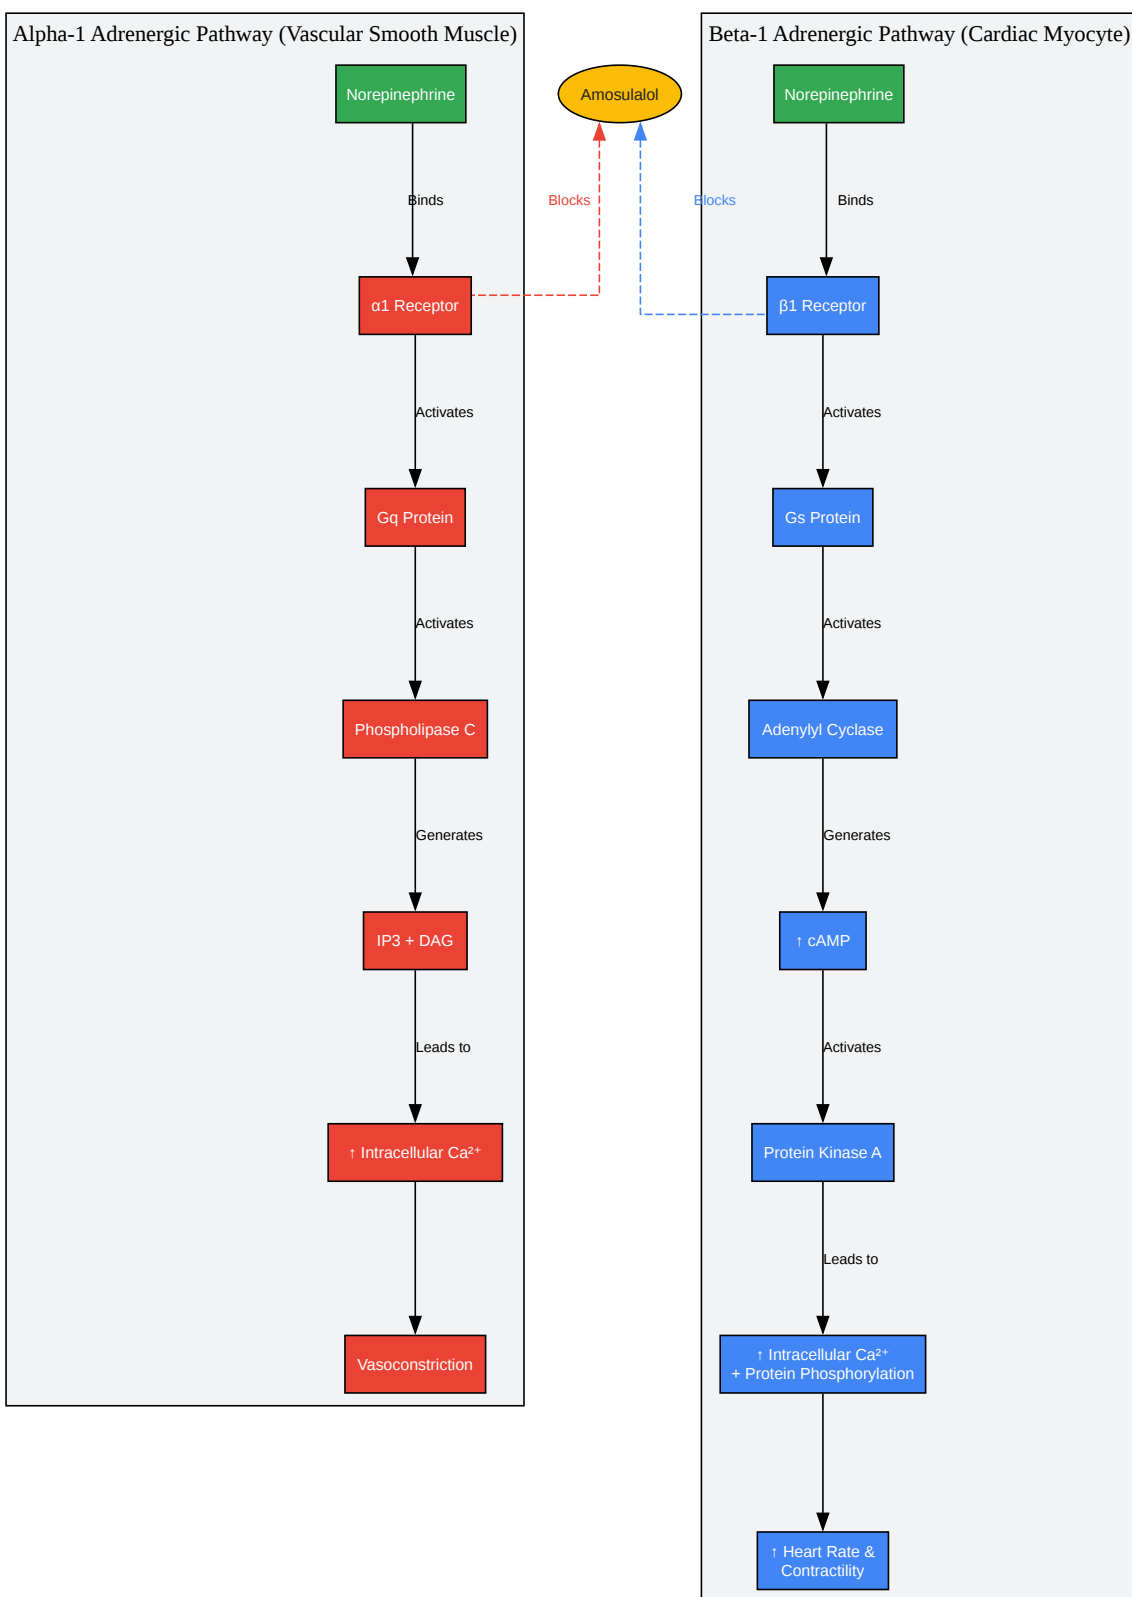 Alpha-1 Adrenergic Pathway (Vascular Smooth Muscle)
Norepinephrine
Binds
α1 Receptor
Activates
Gq Protein
Activates
Phospholipase C
Generates
IP3 + DAG
Leads to
↑ Intracellular Ca²⁺
Vasoconstriction
Amosulalol
Blocks
Blocks
Beta-1 Adrenergic Pathway (Cardiac Myocyte)
Norepinephrine
Binds
β1 Receptor
Activates
Gs Protein
Activates
Adenylyl Cyclase
Generates
↑ cAMP
Activates
Protein Kinase A
Leads to
↑ Intracellular Ca²⁺
+ Protein Phosphorylation
↑ Heart Rate &
Contractility